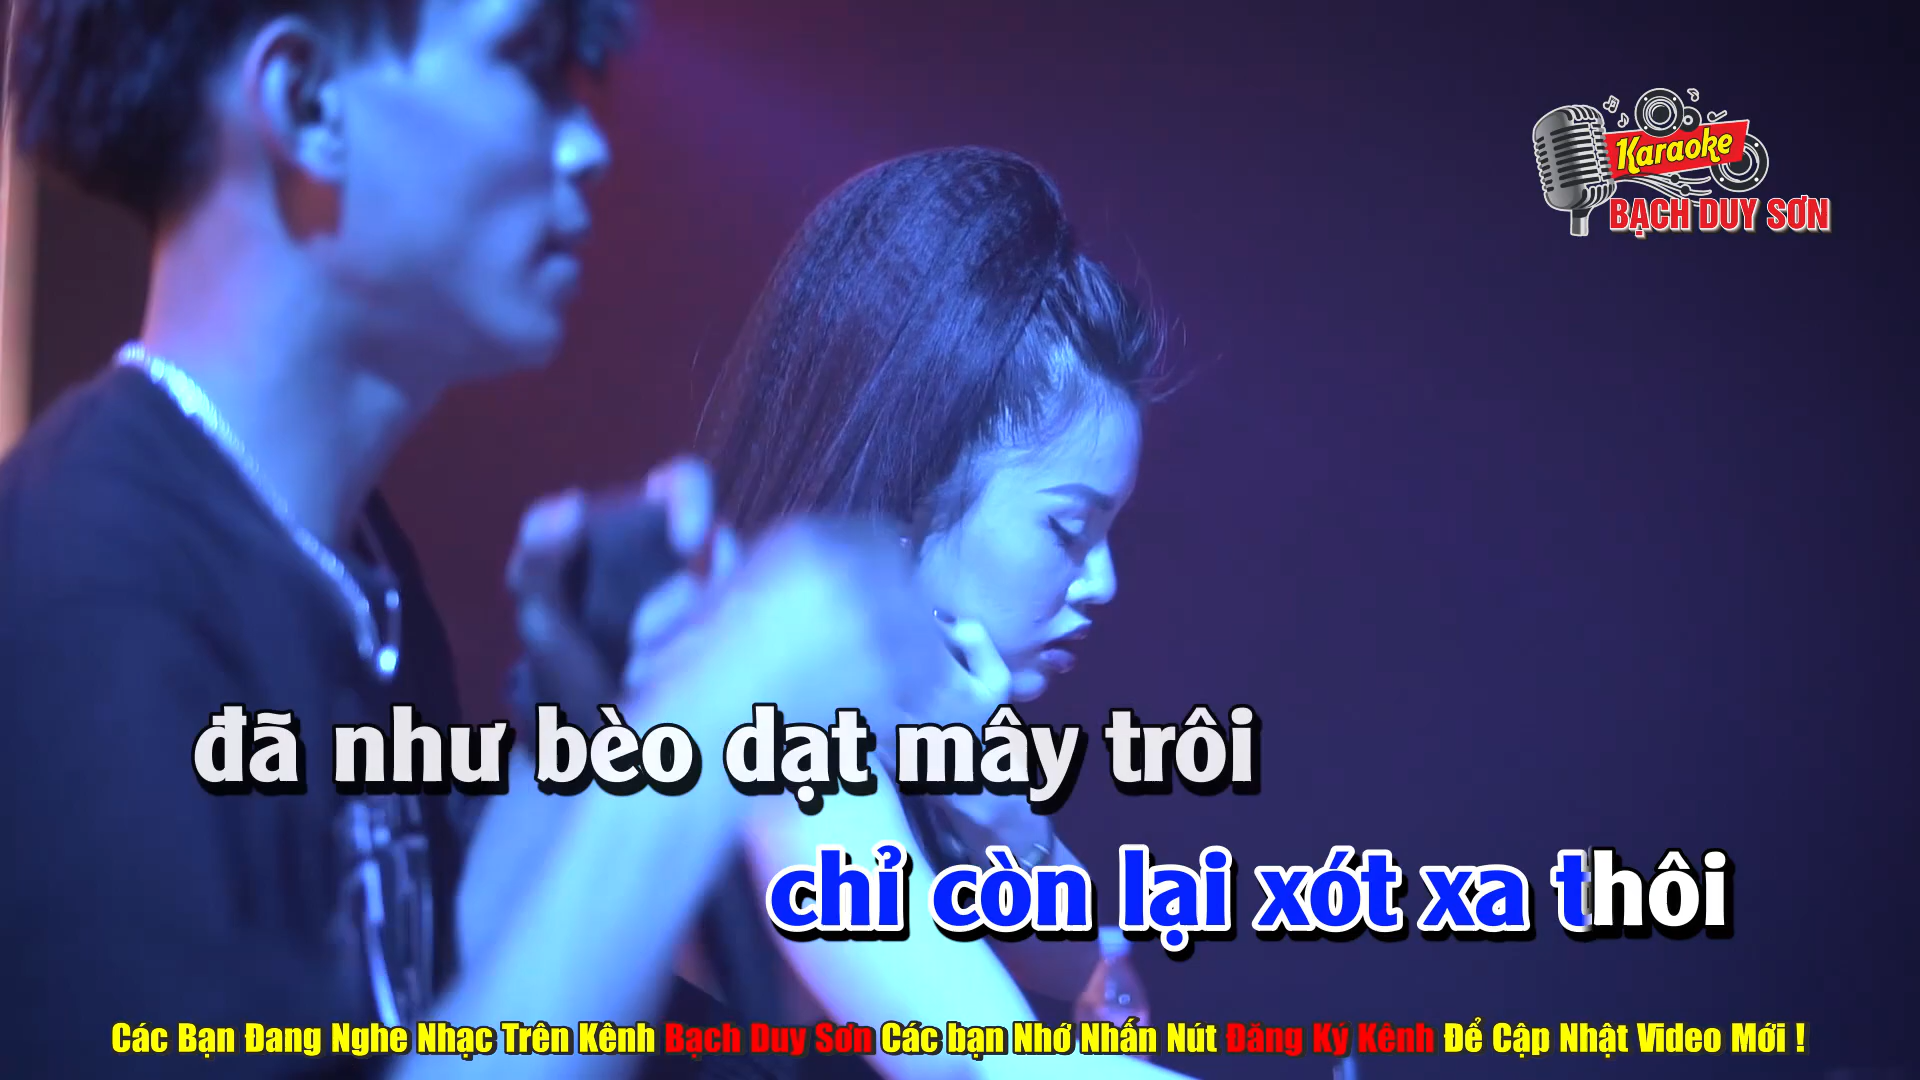 Karaoke
BẠCH DUY SƠN
đã như bèo dạt mây trôi
chỉ còn lại xót xa thôi
Các Bạn Đang Nghe Nhạc Trên Kênh Bạch Duy Sơn Các bạn Nhớ Nhấn Nút Đăng Ký Kênh Để Cập Nhật Video Mới !